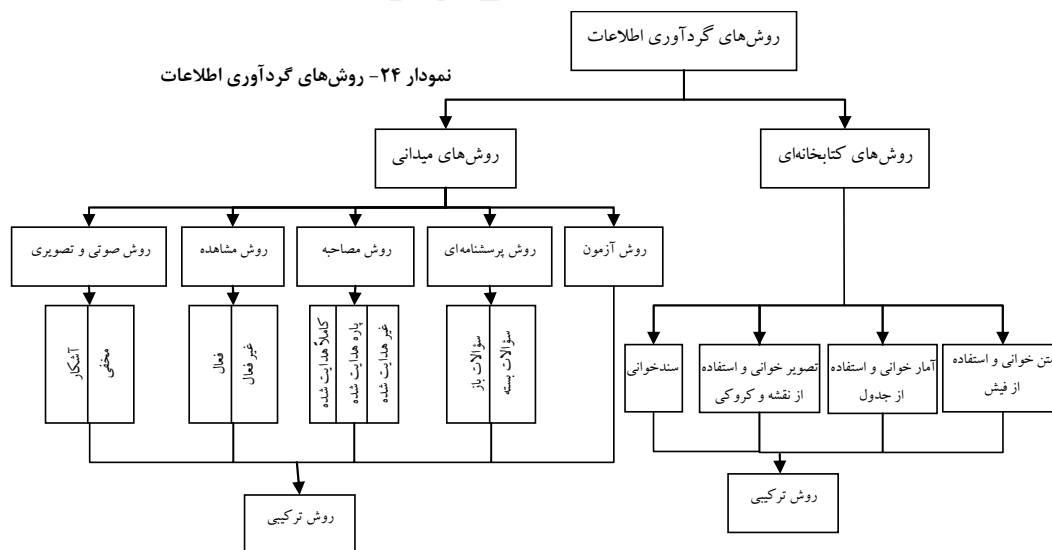 روش‌های گردآوری اطلاعات
نمودار ۲۴- روش‌های گردآوری اطلاعات
روش‌های کتابخانه‌ای
روش‌های میدانی
روش آزمون
روش پرسشنامه‌ای
روش مصاحبه
روش مشاهده
روش صوتی و تصویری
سؤالات بسته
سؤالات باز
غیر هدایت شده
پاره هدایت شده
کاملاً هدایت شده
غیر فعال
فعال
مخفی
آشکار
متن خوانی و استفاده
از فیش
آمار خوانی و استفاده
از جدول
تصویر خوانی و استفاده
از نقشه و کروکی
سندخوانی
روش ترکیبی
روش ترکیبی